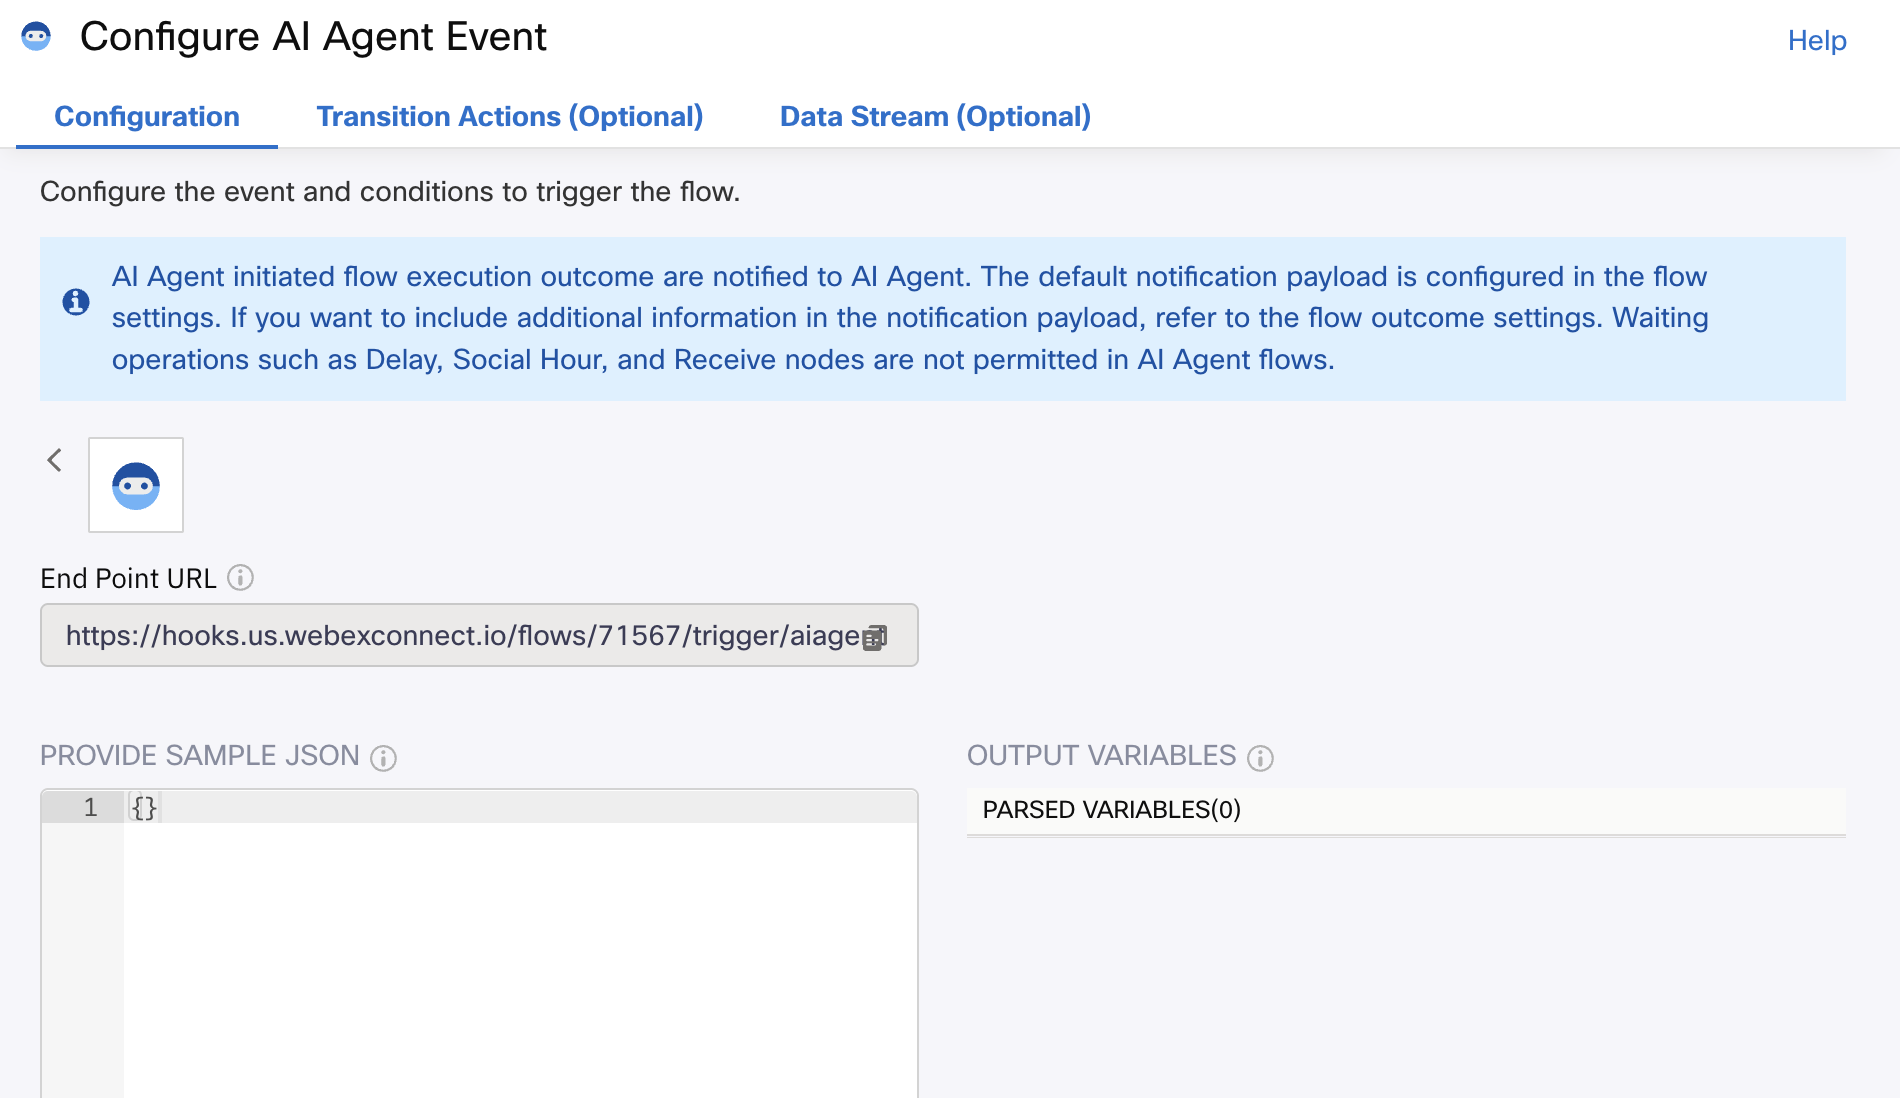 Configure AI Agent Event
Help
Configuration
Transition Actions (Optional)
Data Stream (Optional)
Configure the event and conditions to trigger the flow.
AI Agent initiated flow execution outcome are notified to AI Agent. The default notification payload is configured in the flow
settings. If you want to include additional information in the notification payload, refer to the flow outcome settings. Waiting
operations such as Delay, Social Hour, and Receive nodes are not permitted in AI Agent flows.
End Point URL
https://hooks.us.webexconnect.io/flows/71567/trigger/aiage
PROVIDE SAMPLE JSON
OUTPUT VARIABLES
1 {}
PARSED VARIABLES(0)